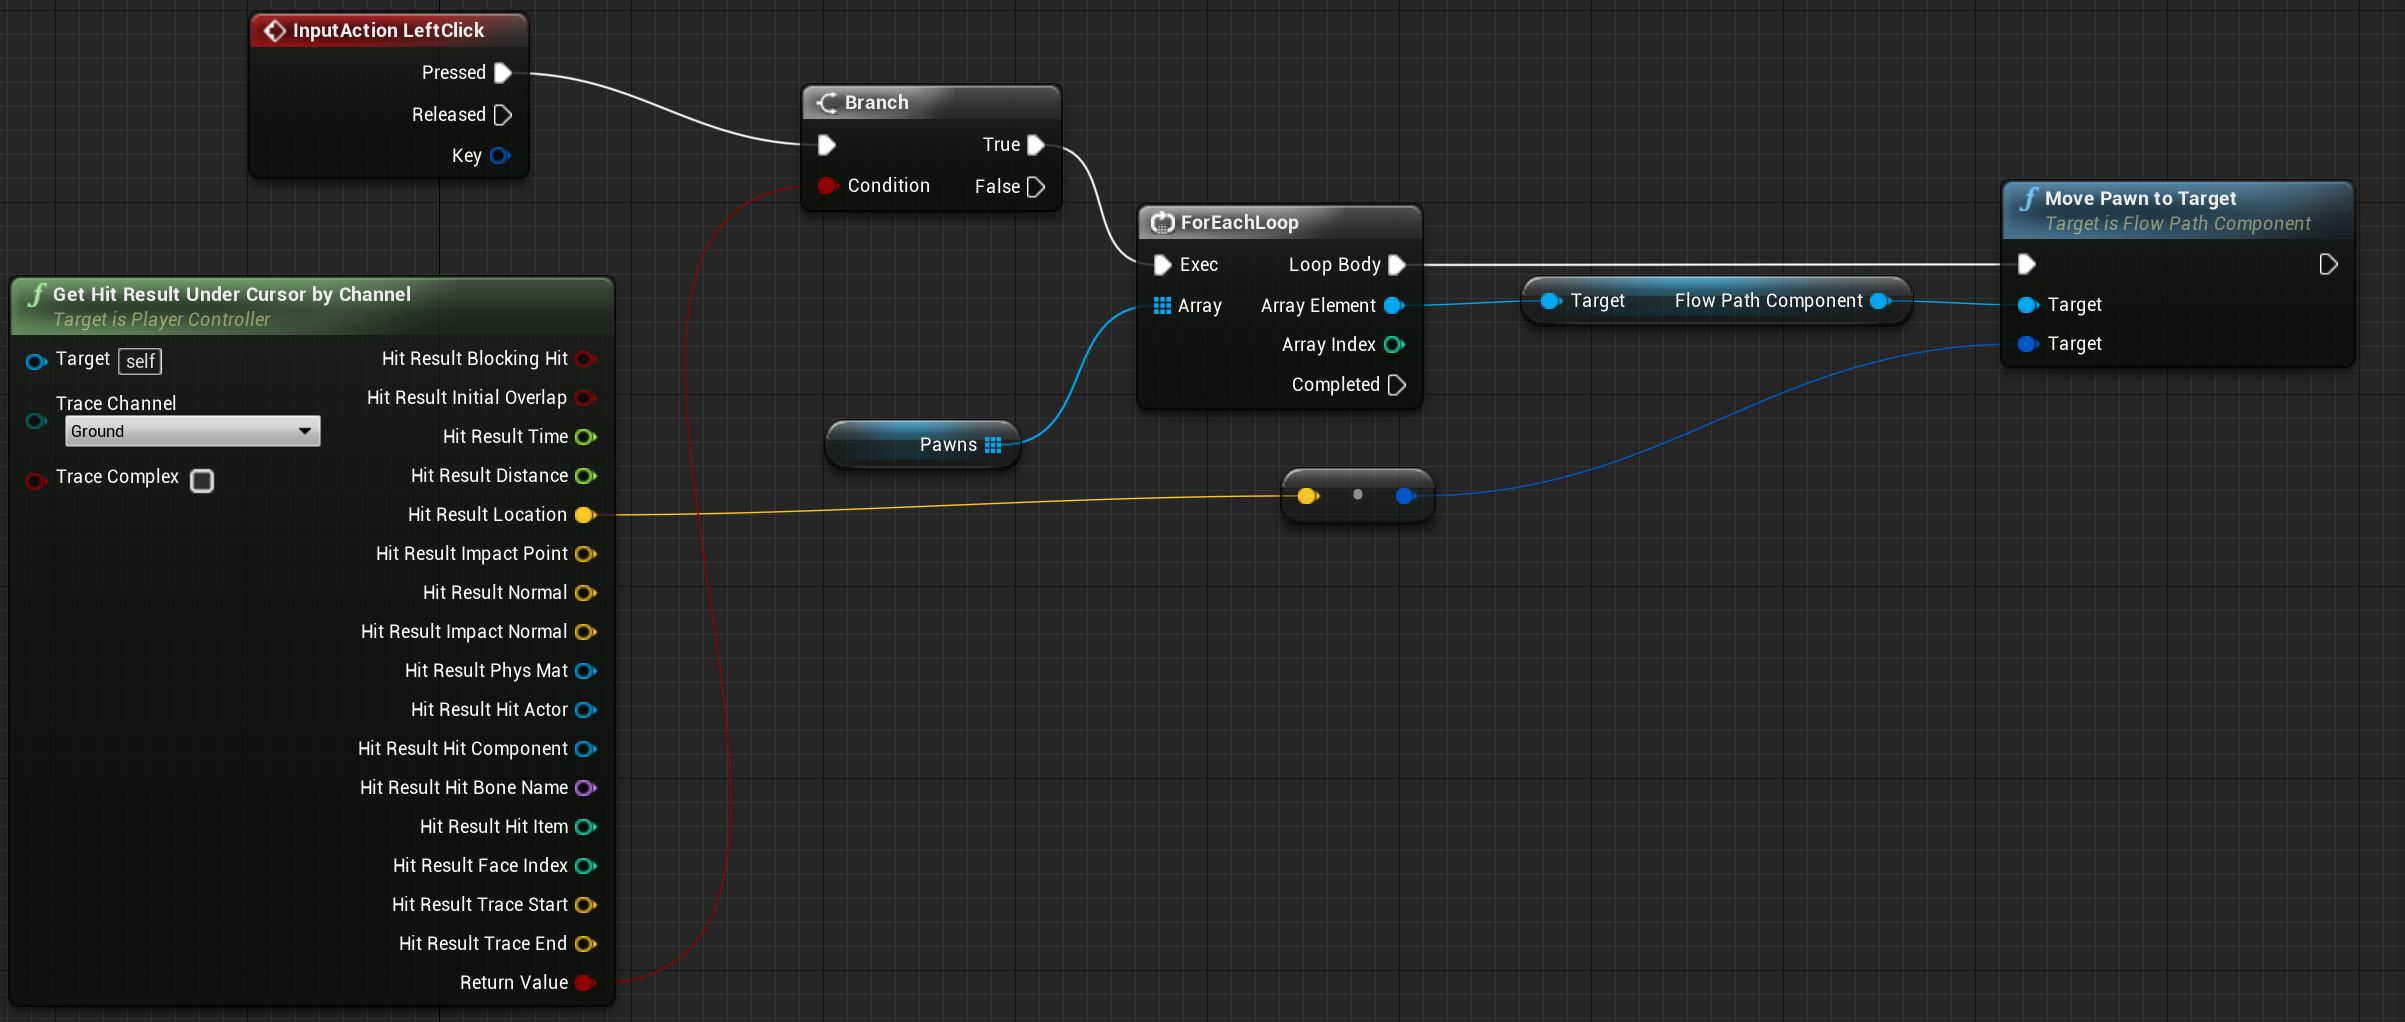 InputAction LeftClick
Pressed
Released
Key
Branch
True
Condition
False
ForEachLoop
Exec
Loop Body
Array
Array Element
Array Index
Completed
Move Pawn to Target
Target is Flow Path Component
Target
Target
Target
Flow Path Component
Pawns
Get Hit Result Under Cursor by Channel
Target is Player Controller
Target
self
Trace Channel
Ground
Trace Complex
Hit Result Blocking Hit
Hit Result Initial Overlap
Hit Result Time
Hit Result Distance
Hit Result Location
Hit Result Impact Point
Hit Result Normal
Hit Result Impact Normal
Hit Result Phys Mat
Hit Result Hit Actor
Hit Result Hit Component
Hit Result Hit Bone Name
Hit Result Hit Item
Hit Result Face Index
Hit Result Trace Start
Hit Result Trace End
Return Value